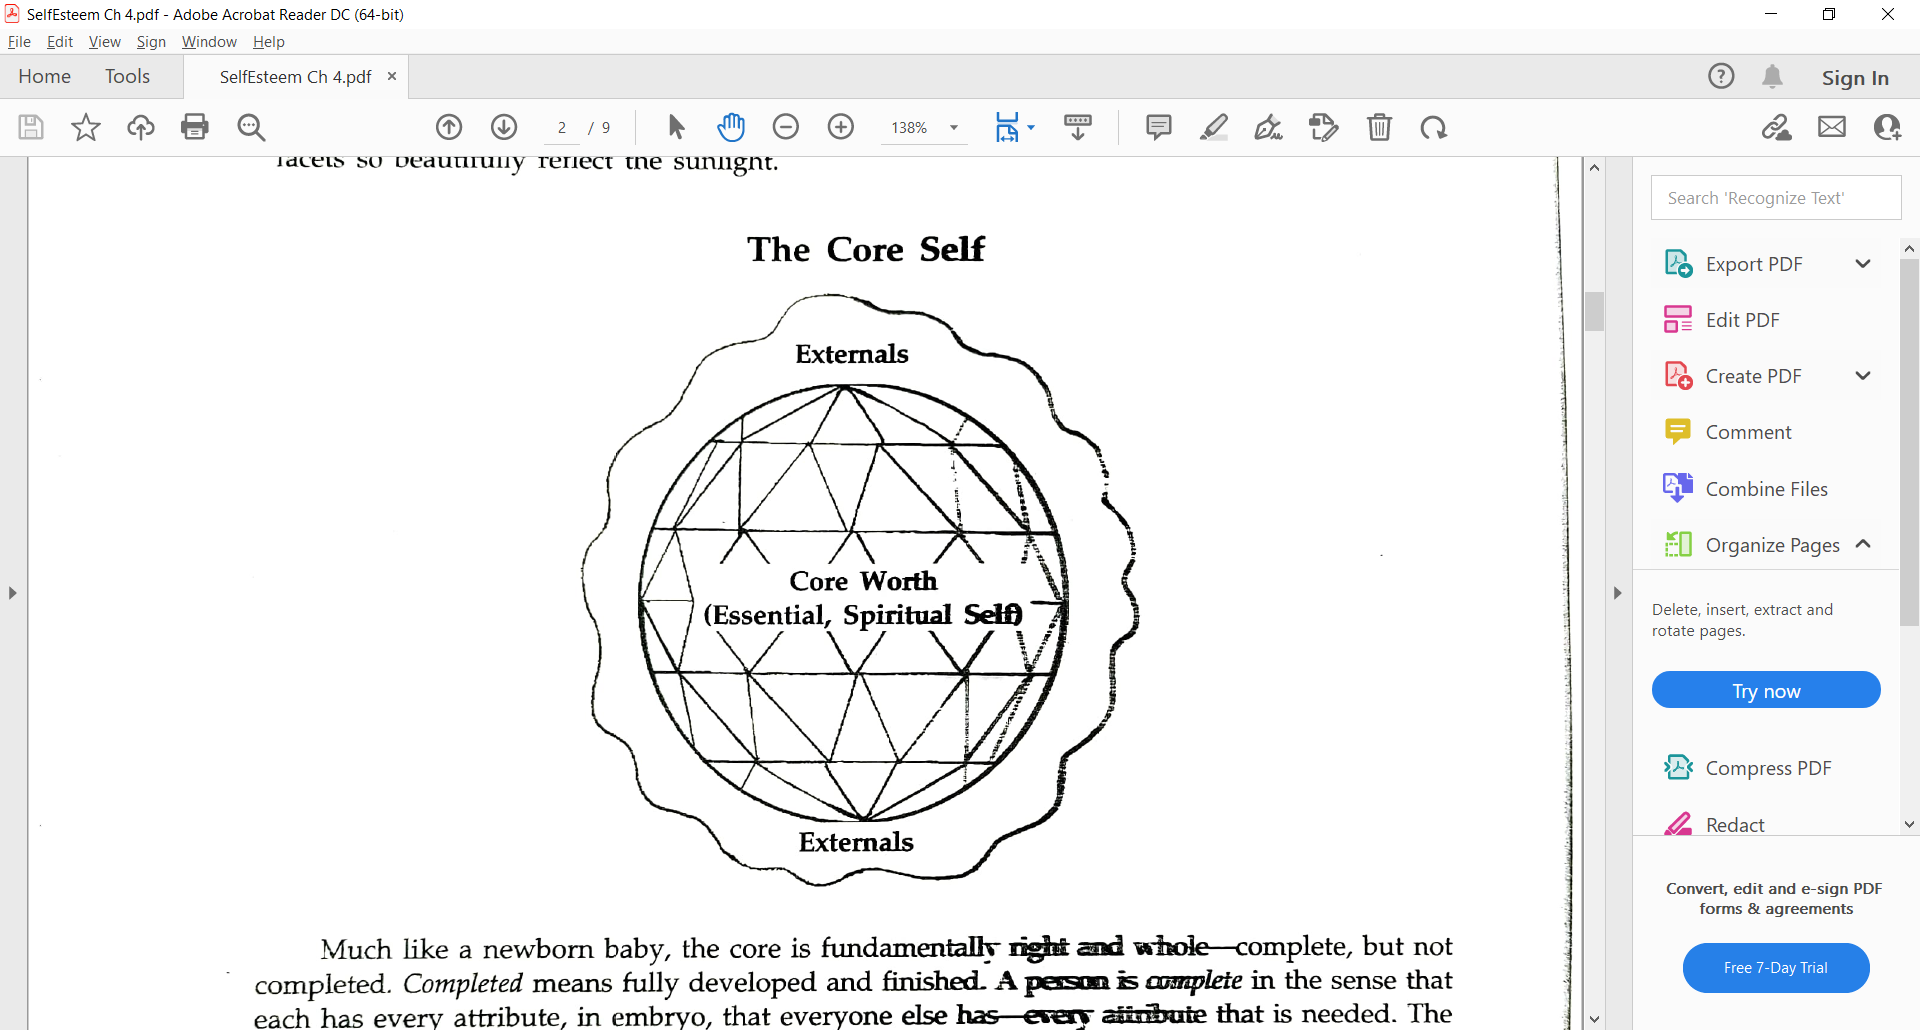 SelfEsteem Ch 4.pdf - Adobe Acrobat Reader DC (64-bit)
File Edit View Sign Window Help
Home Tools SelfEsteem Ch 4.pdf × Sign In
2 / 9 138%
facets so beautifully reflect the sunlight.
The Core Self
Externals
Core Worth
(Essential, Spiritual Self)
Externals
Much like a newborn baby, the core is fundamentally right and whole—complete, but not
completed. Completed means fully developed and finished. A person is complete in the sense that
each has every attribute, in embryo, that everyone else has—every attribute that is needed. The
Search 'Recognize Text'
Export PDF
Edit PDF
Create PDF
Comment
Combine Files
Organize Pages
Delete, insert, extract and
rotate pages.
Try now
Compress PDF
Redact
Convert, edit and e-sign PDF
forms & agreements
Free 7-Day Trial